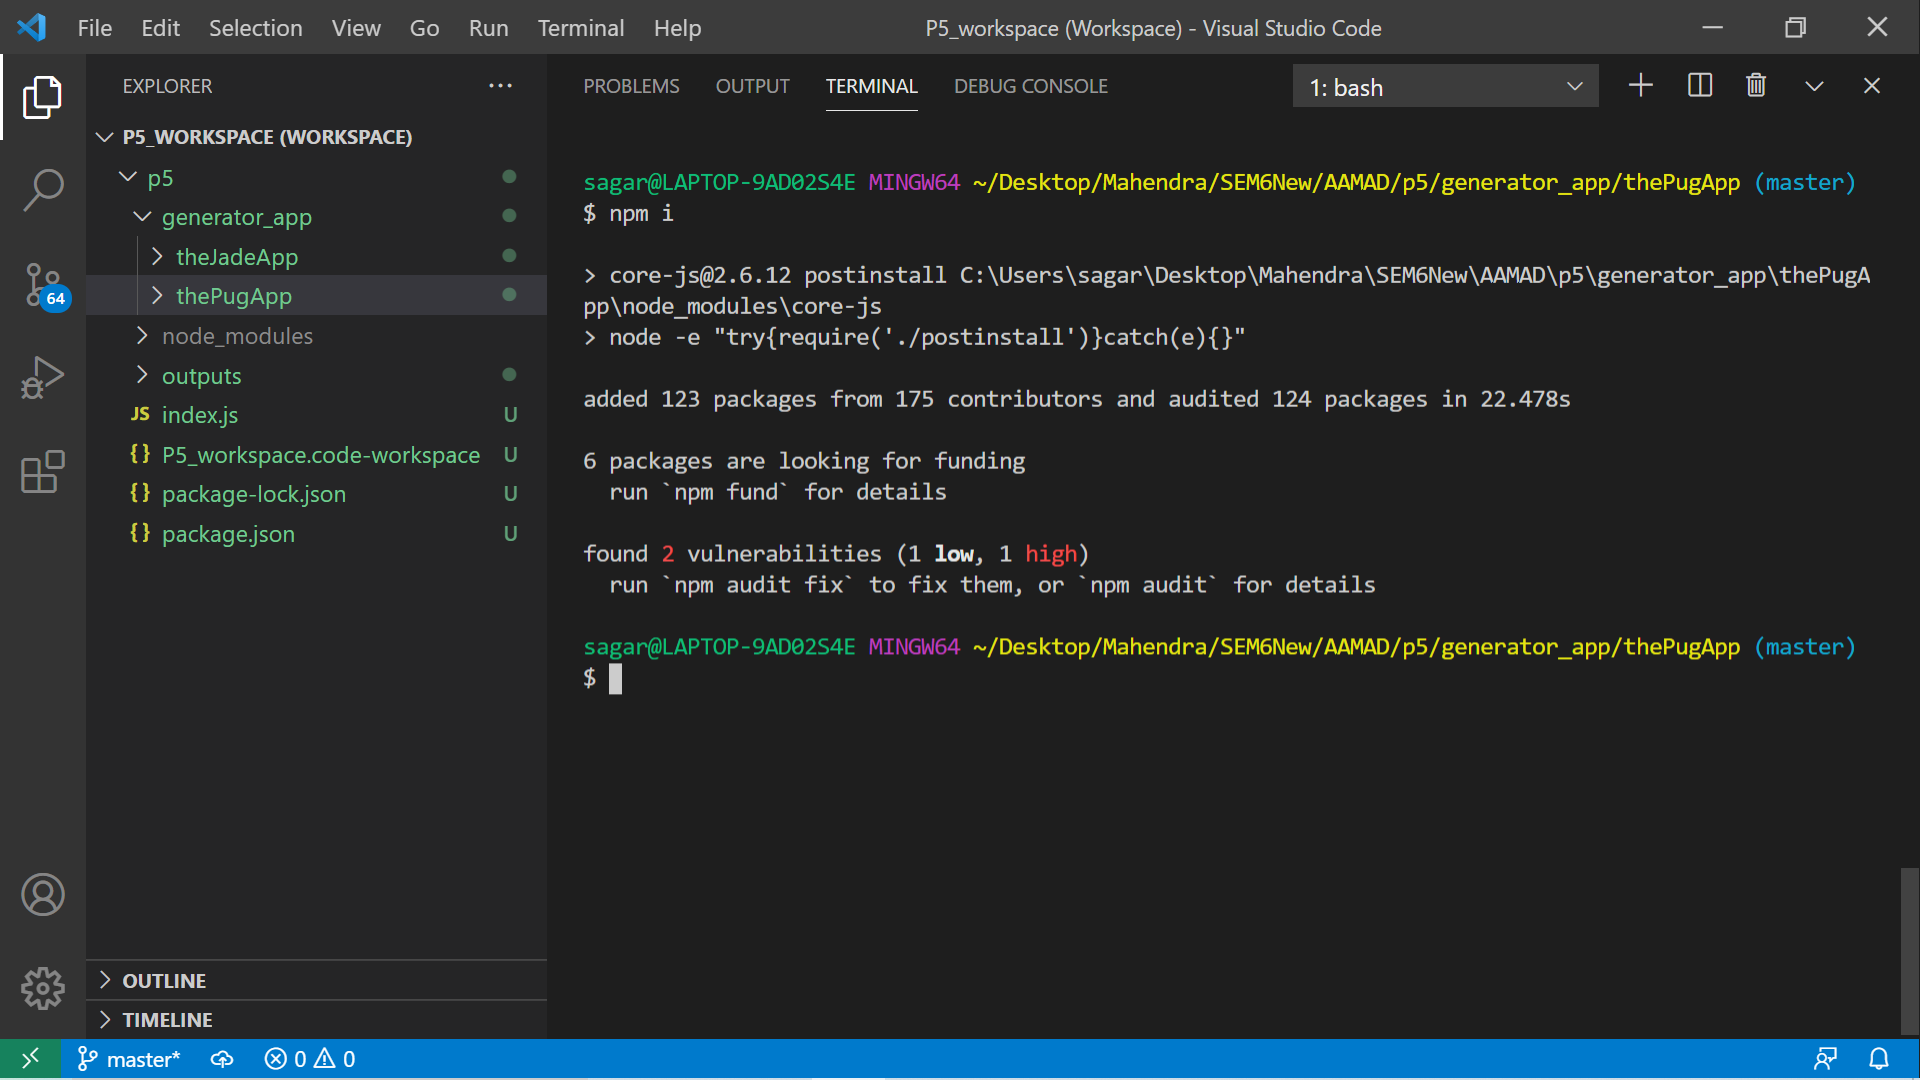 File Edit Selection View Go Run Terminal Help P5_workspace (Workspace) - Visual Studio Code
EXPLORER
P5_WORKSPACE (WORKSPACE)
p5
generator_app
theJadeApp
thePugApp
64
node_modules
outputs
JS index.js U
{} P5_workspace.code-workspace U
{} package-lock.json U
{} package.json U
OUTLINE
TIMELINE
PROBLEMS OUTPUT TERMINAL DEBUG CONSOLE 1: bash
sagar@LAPTOP-9AD02S4E MINGW64 ~/Desktop/Mahendra/SEM6New/AAMAD/p5/generator_app/thePugApp (master)
$ npm i
> core-js@2.6.12 postinstall C:\Users\sagar\Desktop\Mahendra\SEM6New\AAMAD\p5\generator_app\thePugA
pp\node_modules\core-js
> node -e "try{require('./postinstall')}catch(e){}"
added 123 packages from 175 contributors and audited 124 packages in 22.478s
6 packages are looking for funding
  run `npm fund` for details
found 2 vulnerabilities (1 low, 1 high)
  run `npm audit fix` to fix them, or `npm audit` for details
sagar@LAPTOP-9AD02S4E MINGW64 ~/Desktop/Mahendra/SEM6New/AAMAD/p5/generator_app/thePugApp (master)
$
master* 0 0